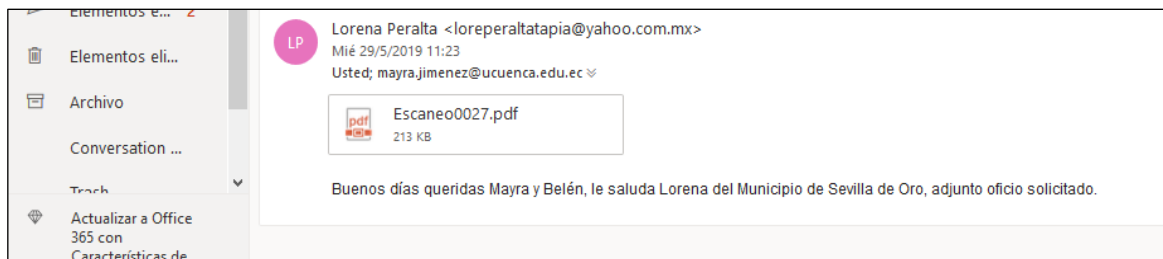 Elementos e... 2
Elementos eli...
Archivo
Conversation ...
Trash
Actualizar a Office
365 con
Características de
LP
Lorena Peralta <loreperaltatapia@yahoo.com.mx>
Mié 29/5/2019 11:23
Usted; mayra.jimenez@ucuenca.edu.ec
pdf
Escaneo0027.pdf
213 KB
Buenos días queridas Mayra y Belén, le saluda Lorena del Municipio de Sevilla de Oro, adjunto oficio solicitado.